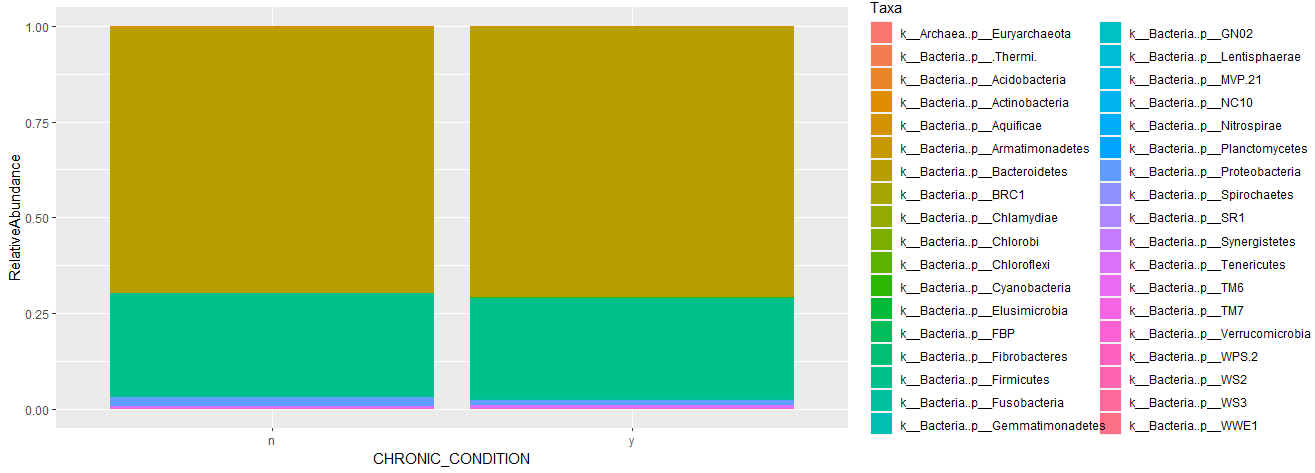 RelativeAbundance
1.00
0.75
0.50
0.25
0.00
n
y
CHRONIC_CONDITION
Taxa
k__Archaea..p__Euryarchaeota
k__Bacteria..p__.Thermi.
k__Bacteria..p__Acidobacteria
k__Bacteria..p__Actinobacteria
k__Bacteria..p__Aquificae
k__Bacteria..p__Armatimonadetes
k__Bacteria..p__Bacteroidetes
k__Bacteria..p__BRC1
k__Bacteria..p__Chlamydiae
k__Bacteria..p__Chlorobi
k__Bacteria..p__Chloroflexi
k__Bacteria..p__Cyanobacteria
k__Bacteria..p__Elusimicrobia
k__Bacteria..p__FBP
k__Bacteria..p__Fibrobacteres
k__Bacteria..p__Firmicutes
k__Bacteria..p__Fusobacteria
k__Bacteria..p__Gemmatimonadetes
k__Bacteria..p__GN02
k__Bacteria..p__Lentisphaerae
k__Bacteria..p__MVP.21
k__Bacteria..p__NC10
k__Bacteria..p__Nitrospirae
k__Bacteria..p__Planctomycetes
k__Bacteria..p__Proteobacteria
k__Bacteria..p__Spirochaetes
k__Bacteria..p__SR1
k__Bacteria..p__Synergistetes
k__Bacteria..p__Tenericutes
k__Bacteria..p__TM6
k__Bacteria..p__TM7
k__Bacteria..p__Verrucomicrobia
k__Bacteria..p__WPS.2
k__Bacteria..p__WS2
k__Bacteria..p__WS3
k__Bacteria..p__WWE1